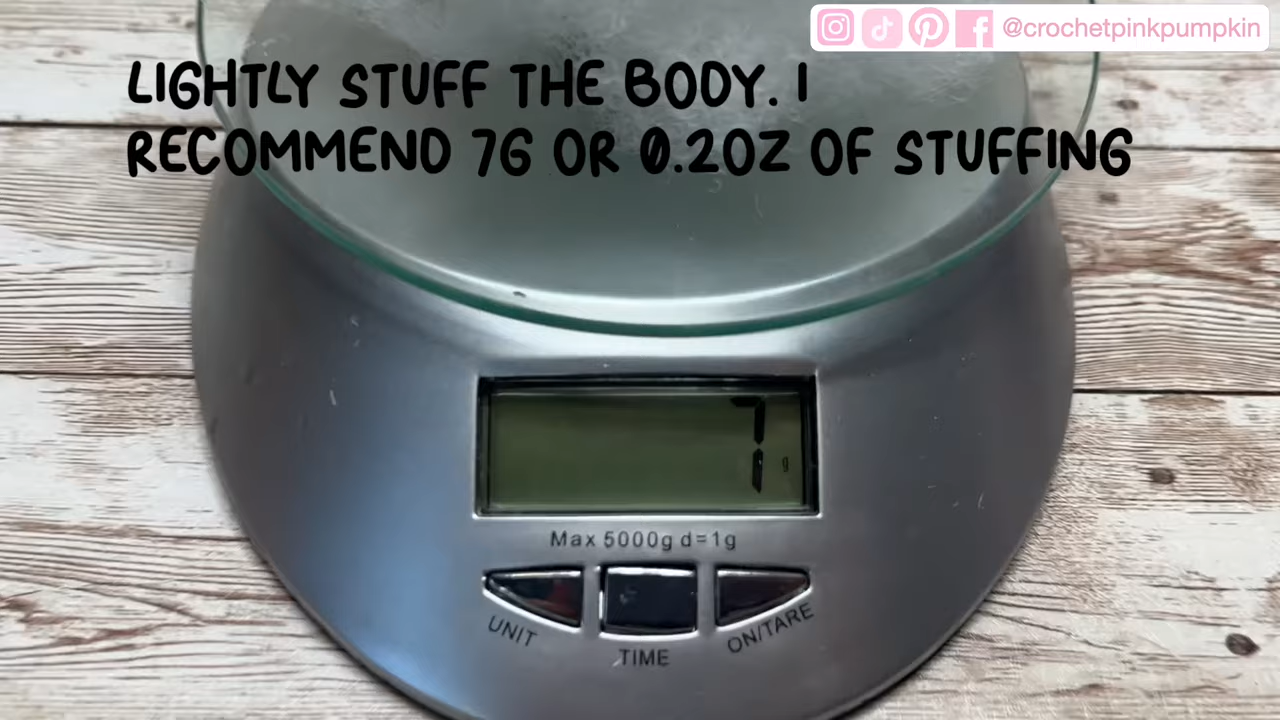 @crochetpinkpumpkin
LIGHTLY STUFF THE BODY. I
RECOMMEND 7G OR 0.2OZ OF STUFFING
7 g
Max 5000g d=1g
UNIT
TIME
ON/TARE